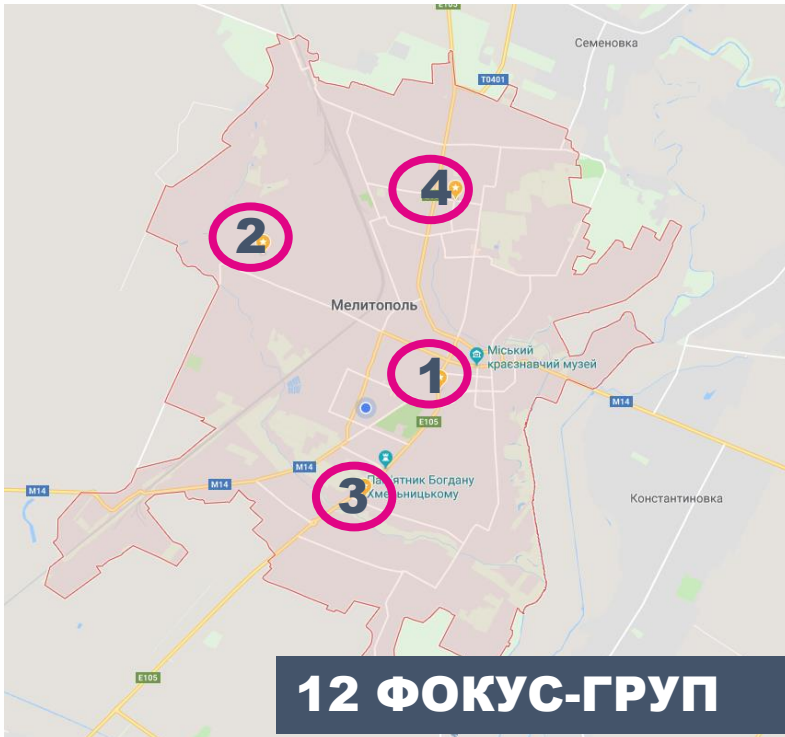 E105
Семеновка
T0401
4
2
Мелитополь
Міський
краєзнавчий музей
1
M14
E105
M14
M14
M14
Пам'ятник Богдану
Хмельницькому
3
Константиновка
E105
12 ФОКУС-ГРУП